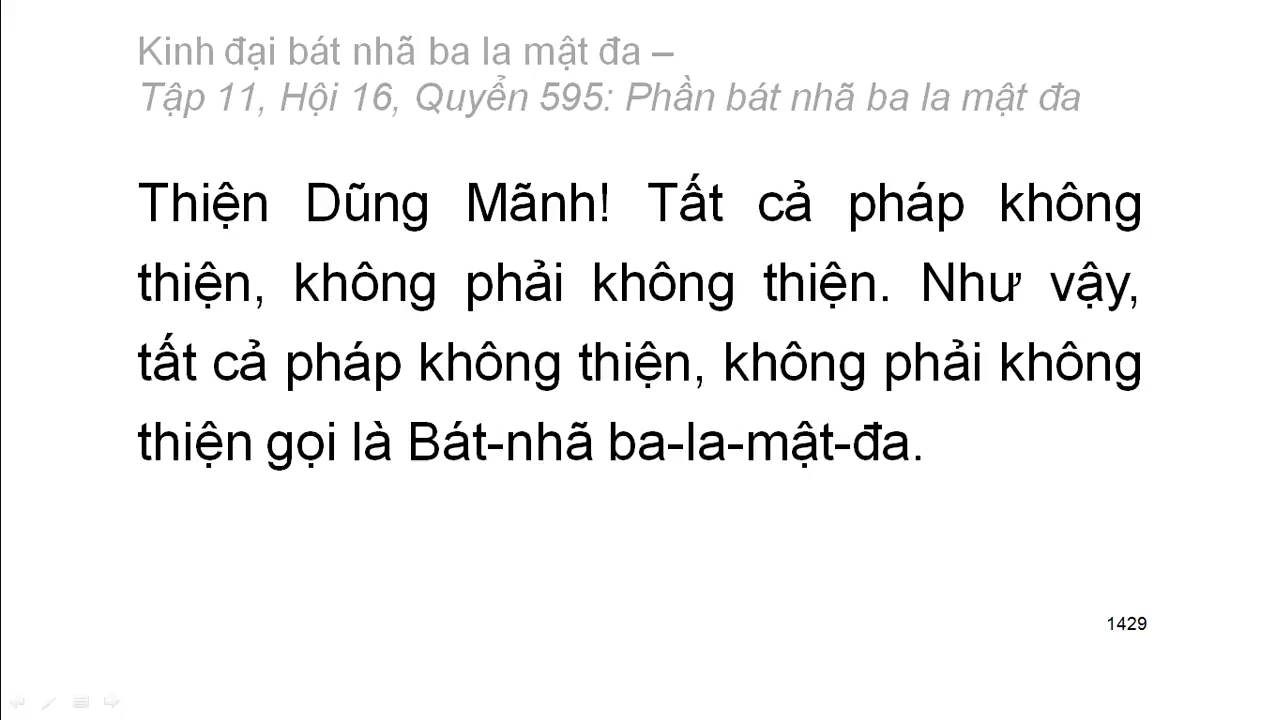 Kinh đại bát nhã ba la mật đa –
Tập 11, Hội 16, Quyển 595: Phần bát nhã ba la mật đa
Thiện Dũng Mãnh! Tất cả pháp không
thiện, không phải không thiện. Như vậy,
tất cả pháp không thiện, không phải không
thiện gọi là Bát-nhã ba-la-mật-đa.
1429